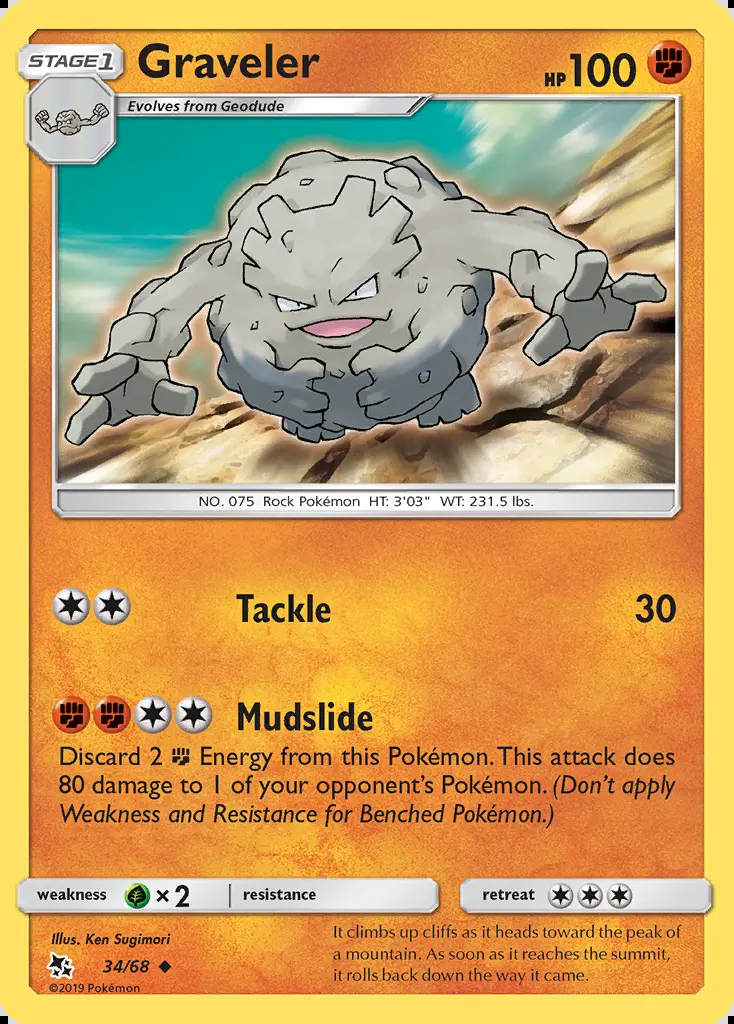 STAGE1
Graveler
HP100
Evolves from Geodude
NO. 075 Rock Pokémon HT: 3'03" WT: 231.5 lbs.
Tackle 30
Mudslide
Discard 2 Energy from this Pokémon. This attack does
80 damage to 1 of your opponent's Pokémon. (Don't apply
Weakness and Resistance for Benched Pokémon.)
weakness ×2 resistance retreat
Illus. Ken Sugimori
34/68
©2019 Pokémon
It climbs up cliffs as it heads toward the peak of
a mountain. As soon as it reaches the summit,
it rolls back down the way it came.